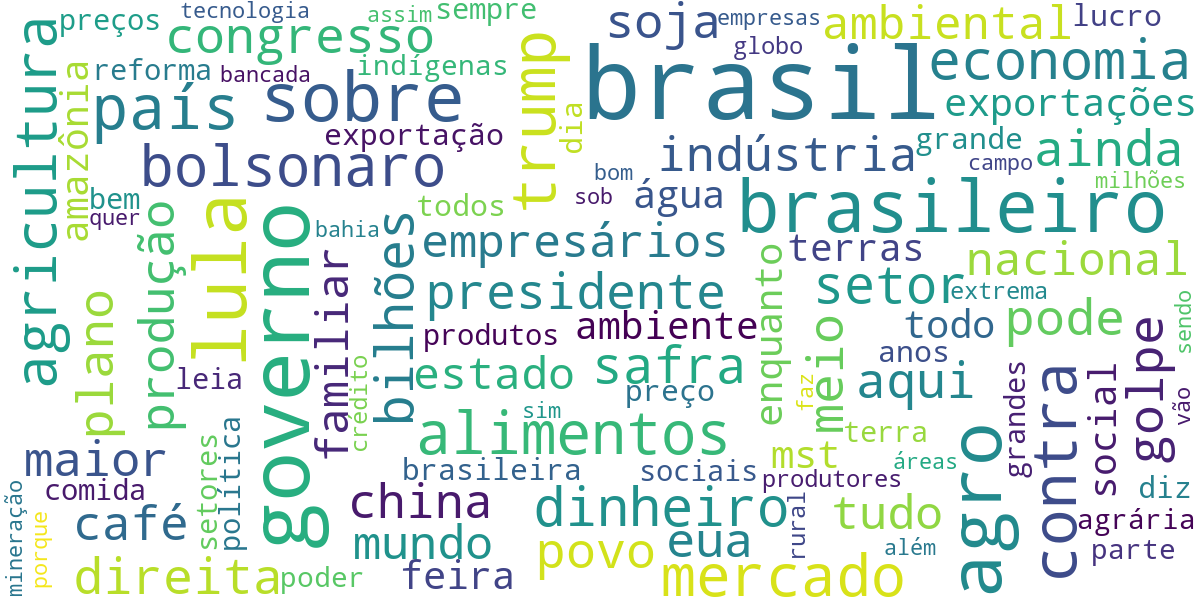 tecnologia
assim
sempre
preços
congresso
soja
empresas
ambiental
lucro
globo
reforma
bancada
indígenas
economia
país
sobre
trump
brasil
exportações
agricultura
amazônia
exportação
dia
grande
ainda
bolsonaro
indústria
campo
milhões
bem
quer
bom
sob
água
brasileiro
todos
lula
produção
governo
bahia
familiar
bilhões
empresários
terras
nacional
enquanto
setor
extrema
plano
presidente
produtos
ambiente
meio
todo
pode
sendo
leia
crédito
estado
safra
preço
faz
anos
aqui
golpe
grandes
social
contra
vão
sim
alimentos
terra
maior
setores
política
brasileira
sociais
mst
produtores
áreas
agro
diz
comida
mineração
porque
café
china
dinheiro
tudo
agrária
mundo
povo
eua
rural
além
parte
direita
poder
feira
mercado